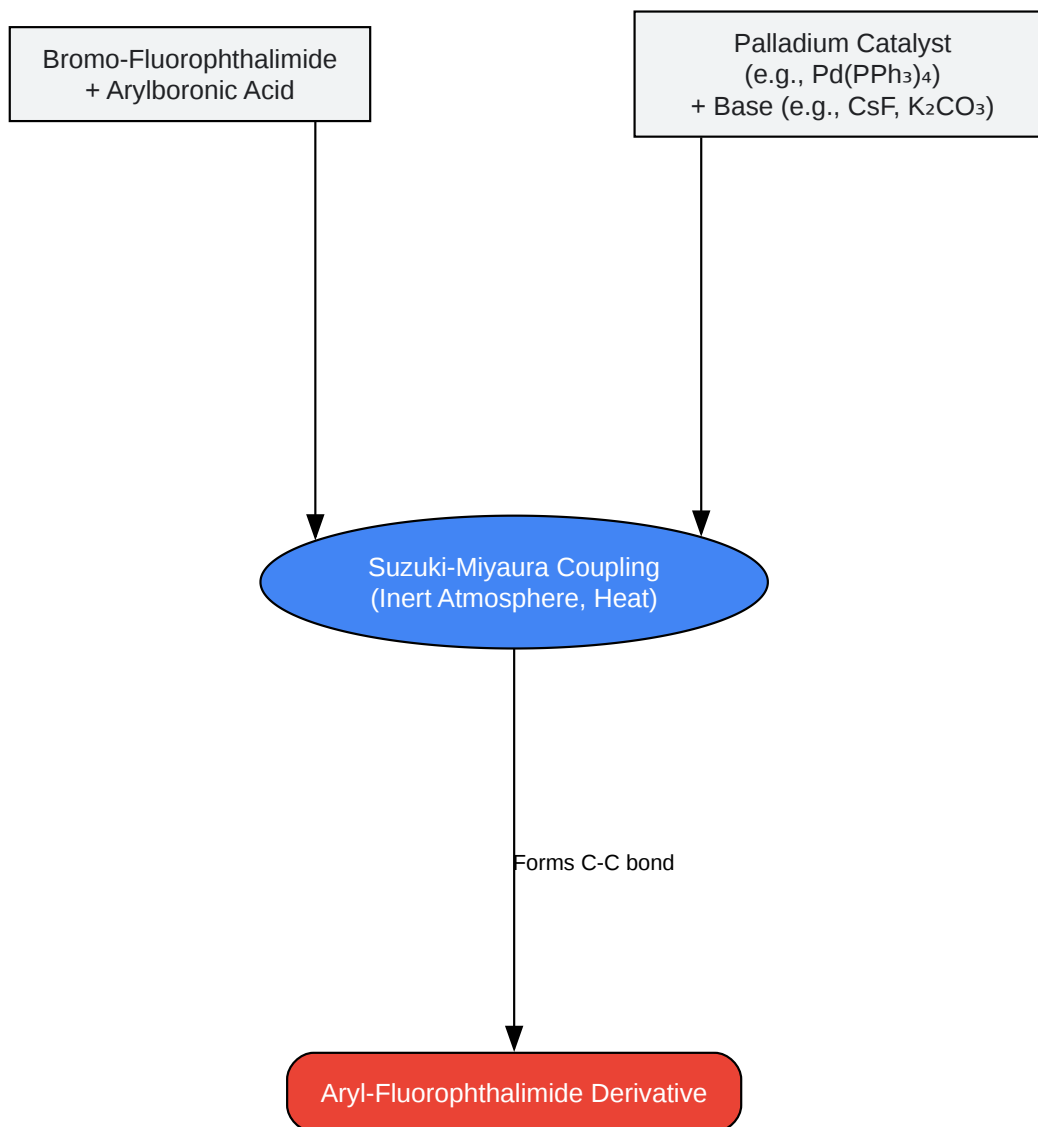 Bromo-Fluorophthalimide
+ Arylboronic Acid
Palladium Catalyst
(e.g., Pd(PPh₃)₄)
+ Base (e.g., CsF, K₂CO₃)
Suzuki-Miyaura Coupling
(Inert Atmosphere, Heat)
Forms C-C bond
Aryl-Fluorophthalimide Derivative